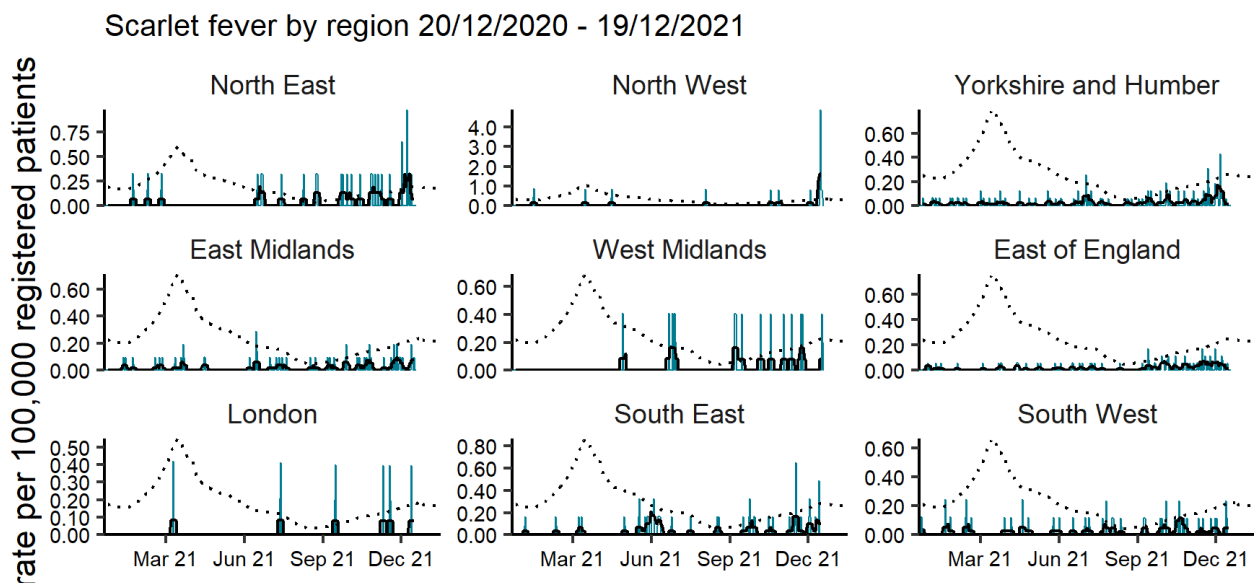 Scarlet fever by region 20/12/2020 - 19/12/2021
rate per 100,000 registered patients
North East
0.75
0.50
0.25
0.00
North West
4.0
3.0
2.0
1.0
0.0
Yorkshire and Humber
0.60
0.40
0.20
0.00
East Midlands
0.60
0.40
0.20
0.00
West Midlands
0.60
0.40
0.20
0.00
East of England
0.60
0.40
0.20
0.00
London
0.50
0.40
0.30
0.20
0.10
0.00
Mar 21 Jun 21 Sep 21 Dec 21
South East
0.80
0.60
0.40
0.20
0.00
Mar 21 Jun 21 Sep 21 Dec 21
South West
0.60
0.40
0.20
0.00
Mar 21 Jun 21 Sep 21 Dec 21